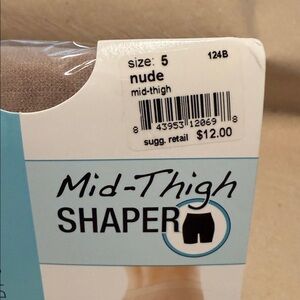 size: 5
124B
nude
mid-thigh
8 43953 12069 8
sugg. retail $12.00
Mid-Thigh
SHAPER